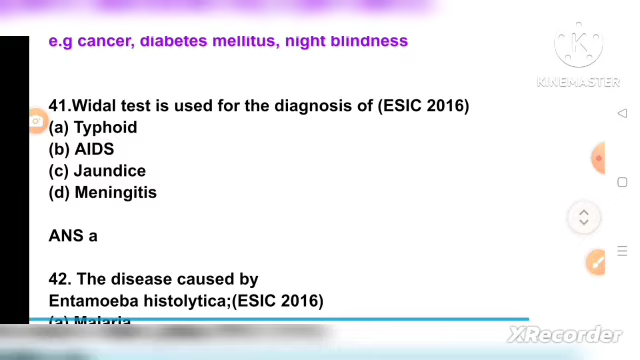 e.g cancer, diabetes mellitus, night blindness
KINEMASTER
41.Widal test is used for the diagnosis of (ESIC 2016)
(a) Typhoid
(b) AIDS
(c) Jaundice
(d) Meningitis
ANS a
42. The disease caused by
Entamoeba histolytica;(ESIC 2016)
(a) Malaria
XRecorder